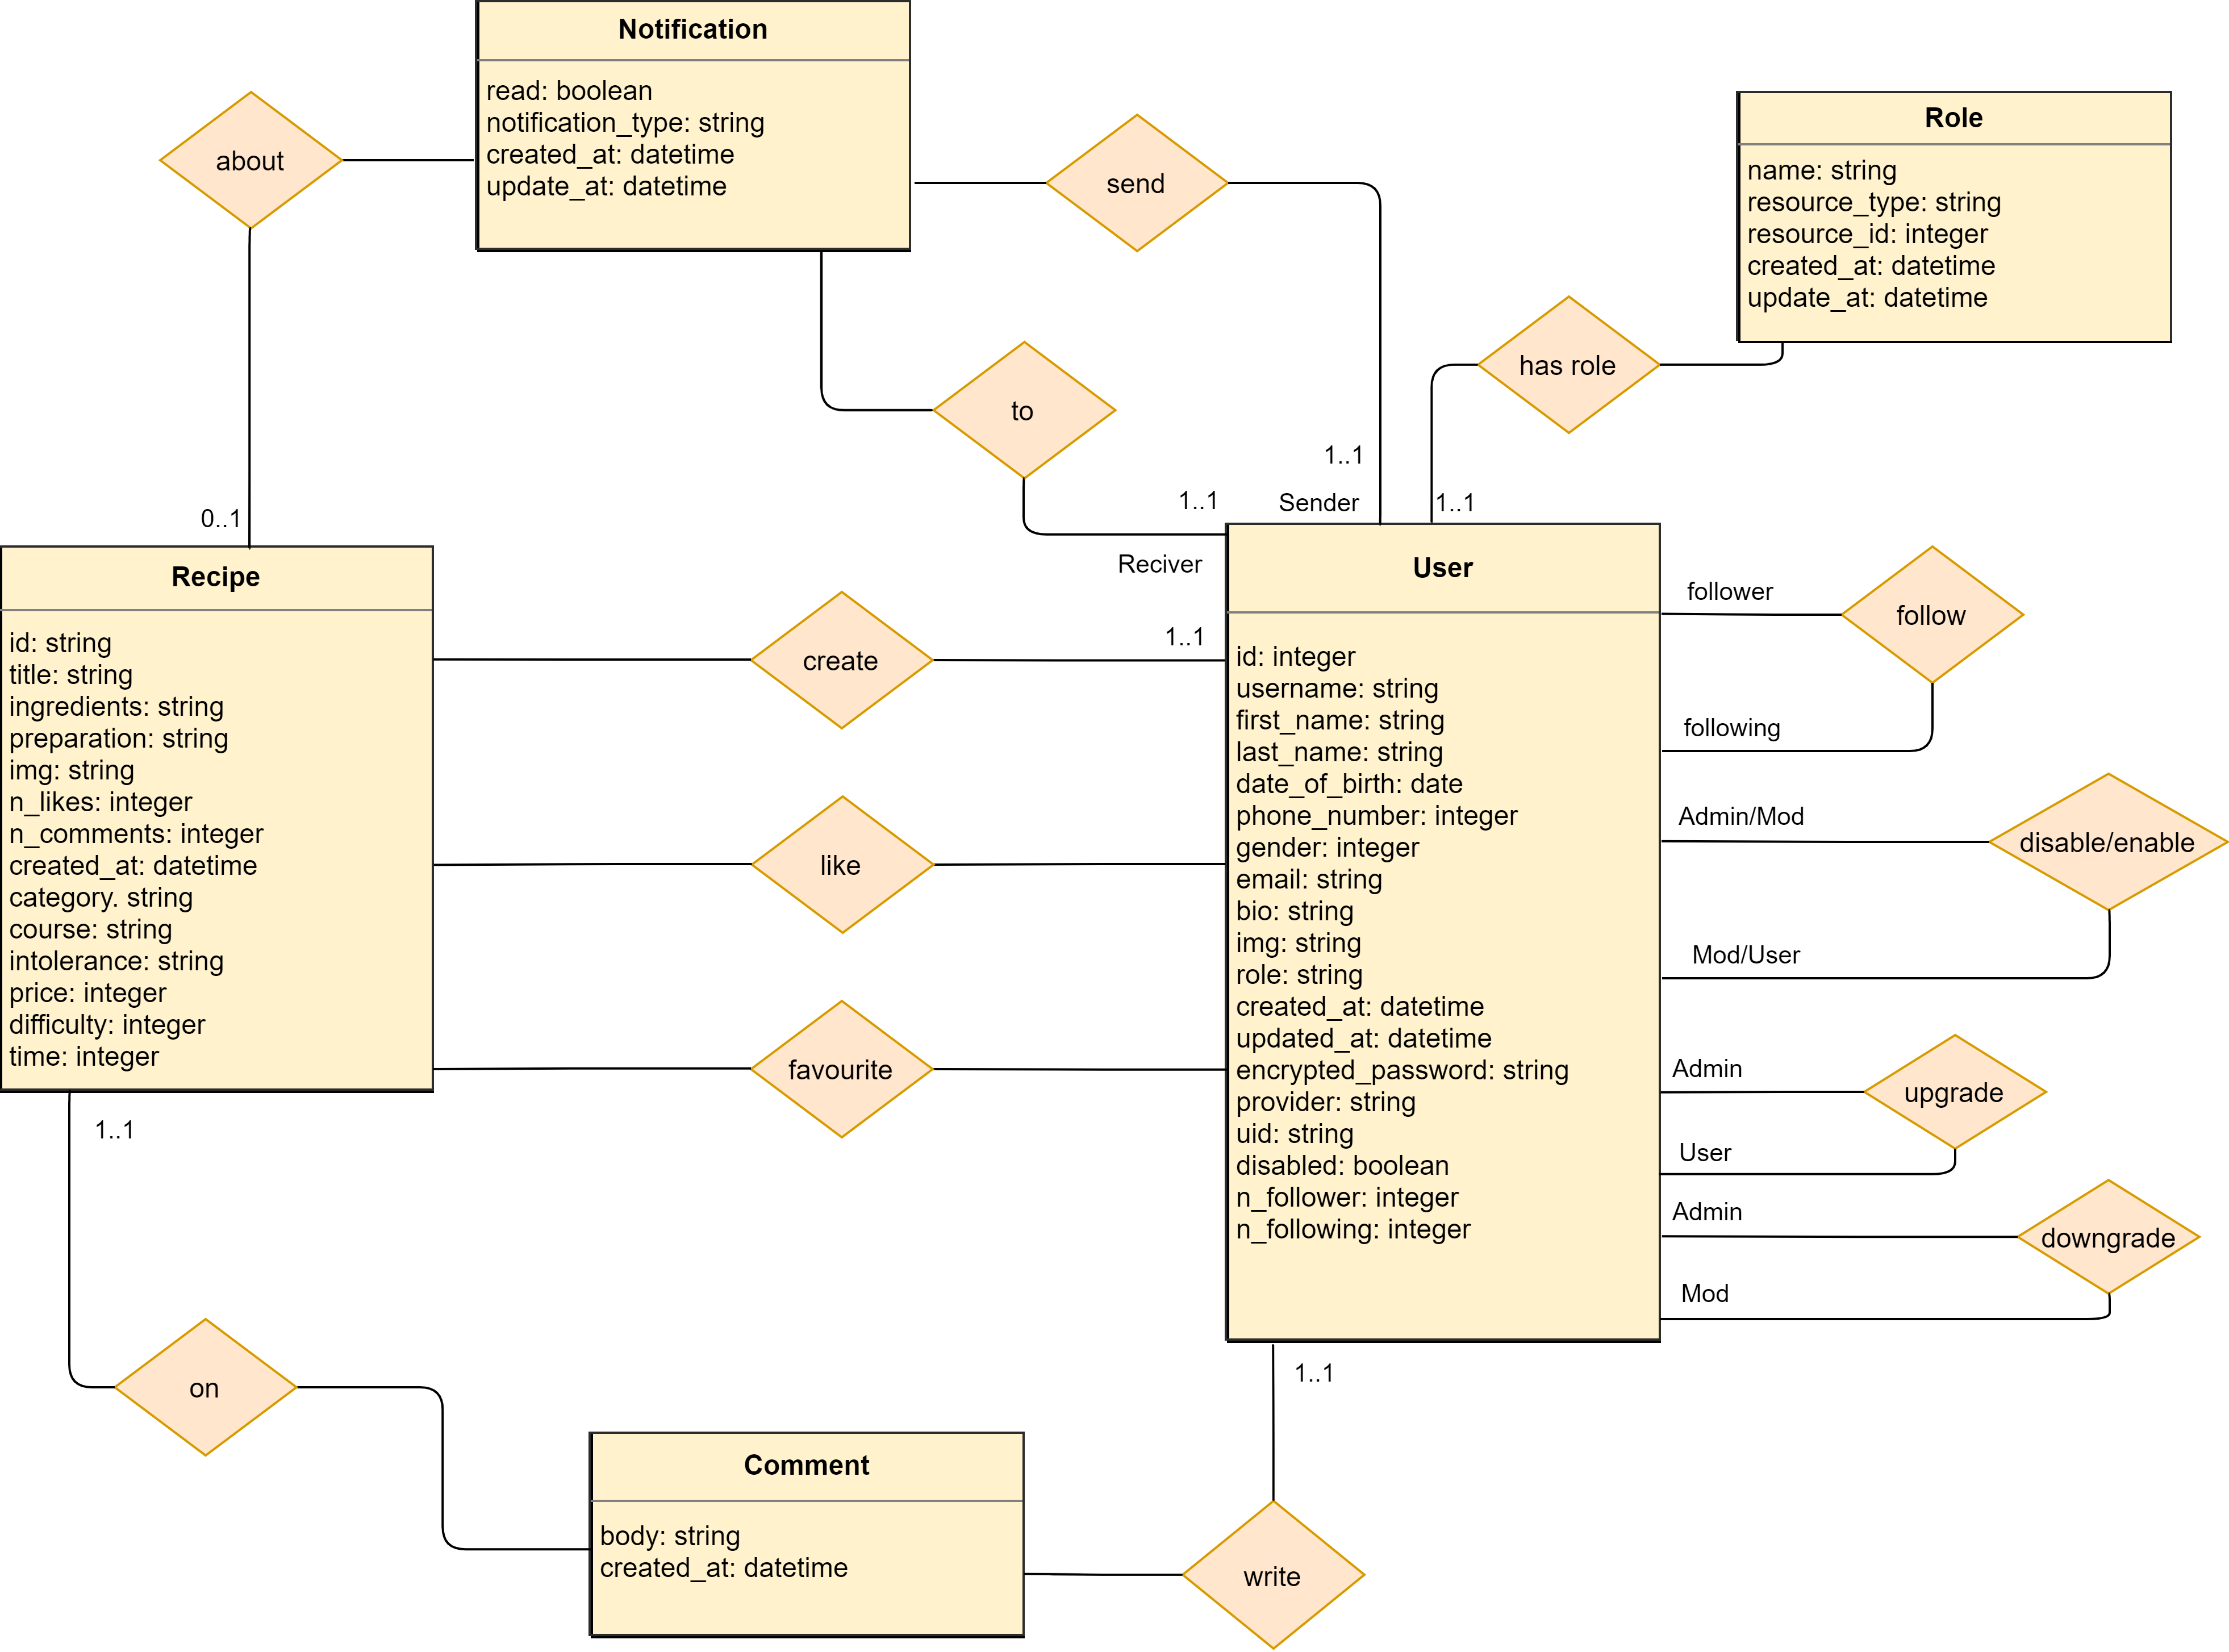 Notification
read: boolean
notification_type: string
created_at: datetime
update_at: datetime
about
send
Role
name: string
resource_type: string
resource_id: integer
created_at: datetime
update_at: datetime
has role
to
1..1
1..1
Sender
1..1
0..1
Reciver
Recipe
id: string
title: string
ingredients: string
preparation: string
img: string
n_likes: integer
n_comments: integer
created_at: datetime
category. string
course: string
intolerance: string
price: integer
difficulty: integer
time: integer
create
1..1
like
favourite
User
id: integer
username: string
first_name: string
last_name: string
date_of_birth: date
phone_number: integer
gender: integer
email: string
bio: string
img: string
role: string
created_at: datetime
updated_at: datetime
encrypted_password: string
provider: string
uid: string
disabled: boolean
n_follower: integer
n_following: integer
follower
follow
following
Admin/Mod
disable/enable
Mod/User
Admin
upgrade
User
Admin
downgrade
Mod
1..1
1..1
on
Comment
body: string
created_at: datetime
write